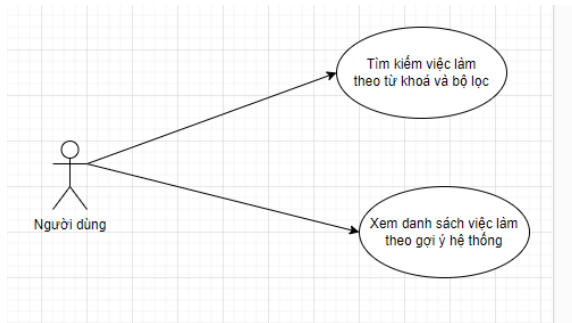 Tìm kiếm việc làm
theo từ khoá và bộ lọc
Người dùng
Xem danh sách việc làm
theo gợi ý hệ thống